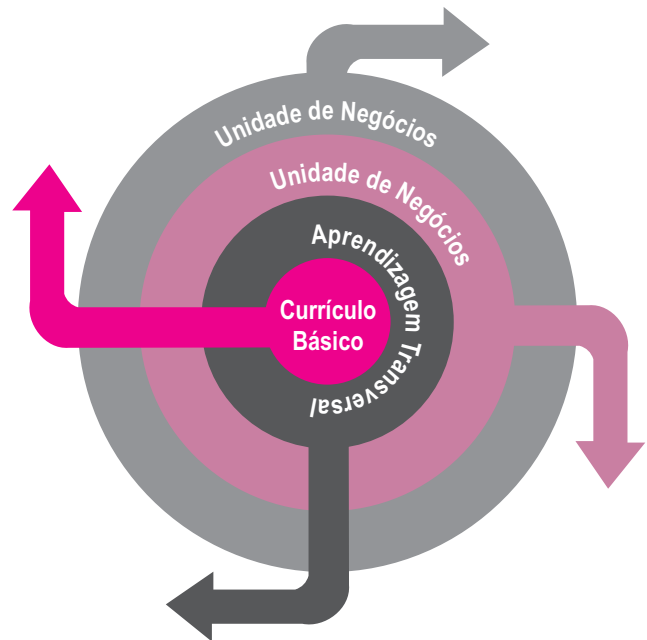 Unidade de Negócios
Unidade de Negócios
Aprendizagem Transversal
Currículo
Básico